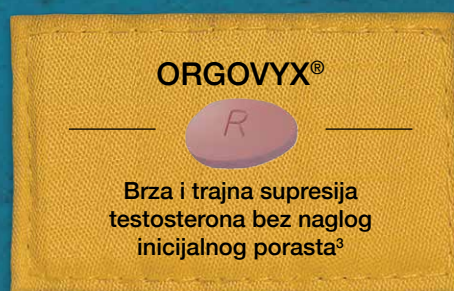 ORGOVYX®
R
Brza i trajna supresija
testosterona bez naglog
inicijalnog porasta³